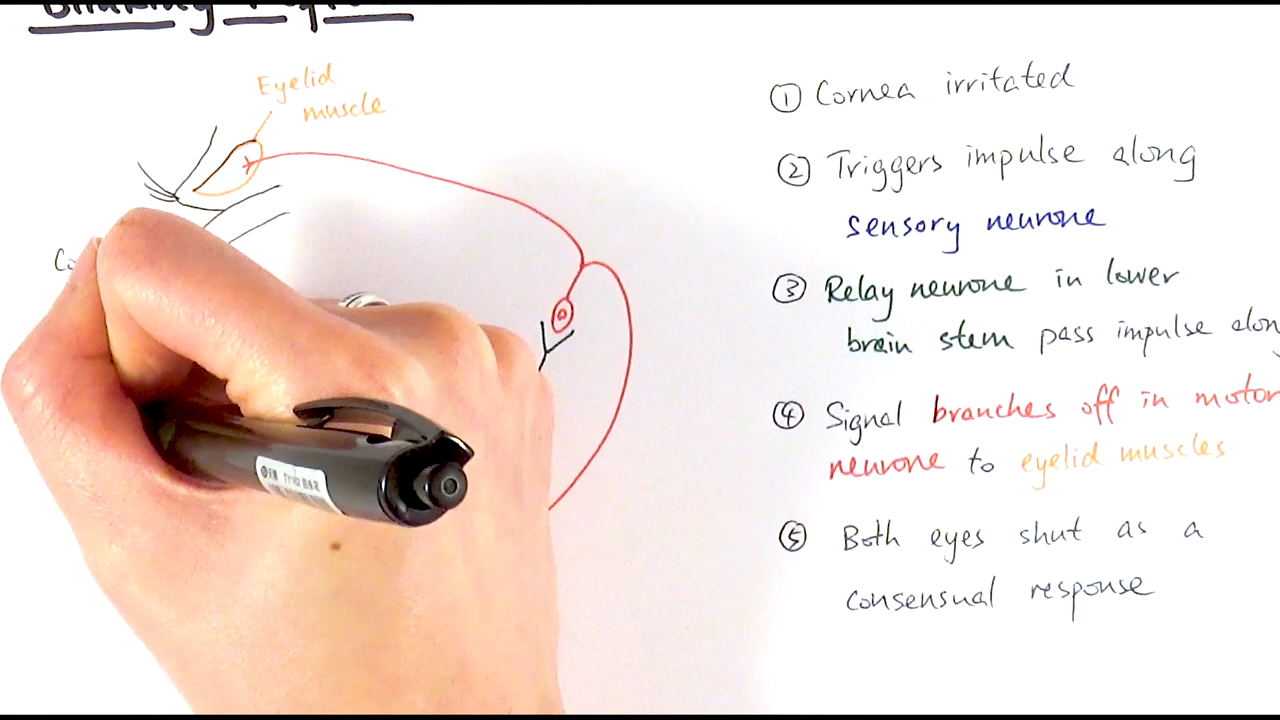 Eyelid
muscle
① Cornea irritated
② Triggers impulse along
sensory neurone
③ Relay neurone in lower
brain stem pass impulse
④ Signal branches off in motor
neurone to eyelid muscles
⑤ Both eyes shut as a
consensual response